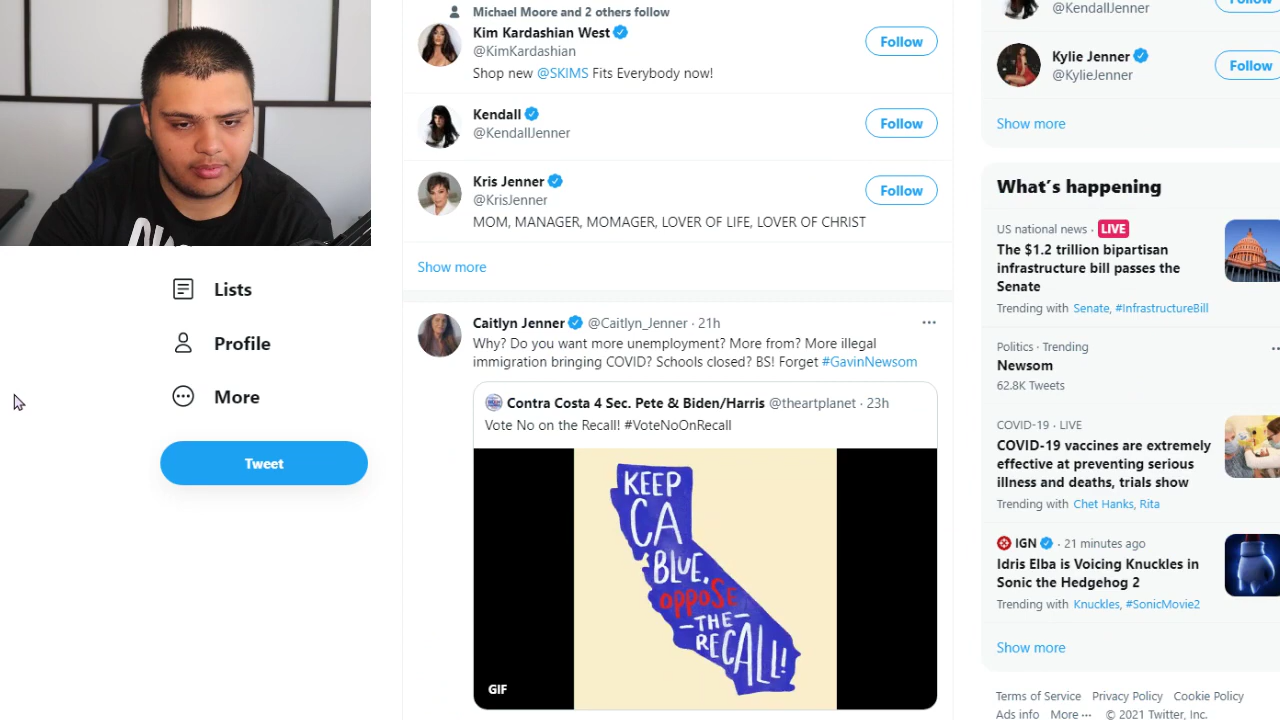 Michael Moore and 2 others follow
Kim Kardashian West
@KimKardashian
Follow
Shop new @SKIMS Fits Everybody now!
Kendall
@KendallJenner
Follow
Kris Jenner
@KrisJenner
Follow
MOM, MANAGER, MOMAGER, LOVER OF LIFE, LOVER OF CHRIST
Show more
Lists
Profile
More
Tweet
Caitlyn Jenner @Caitlyn_Jenner · 21h
Why? Do you want more unemployment? More from? More illegal
immigration bringing COVID? Schools closed? BS! Forget #GavinNewsom
Contra Costa 4 Sec. Pete & Biden/Harris @theartplanet · 23h
Vote No on the Recall! #VoteNoOnRecall
KEEP
CA
BLUE,
OPPOSE
-THE-
RECALL!
GIF
@KendallJenner
Kylie Jenner
@KylieJenner
Follow
Show more
What's happening
US national news · LIVE
The $1.2 trillion bipartisan
infrastructure bill passes the
Senate
Trending with Senate, #InfrastructureBill
Politics · Trending
Newsom
62.8K Tweets
COVID-19 · LIVE
COVID-19 vaccines are extremely
effective at preventing serious
illness and deaths, trials show
Trending with Chet Hanks, Rita
IGN · 21 minutes ago
Idris Elba is Voicing Knuckles in
Sonic the Hedgehog 2
Trending with Knuckles, #SonicMovie2
Show more
Terms of Service Privacy Policy Cookie Policy
Ads info More ··· © 2021 Twitter, Inc.